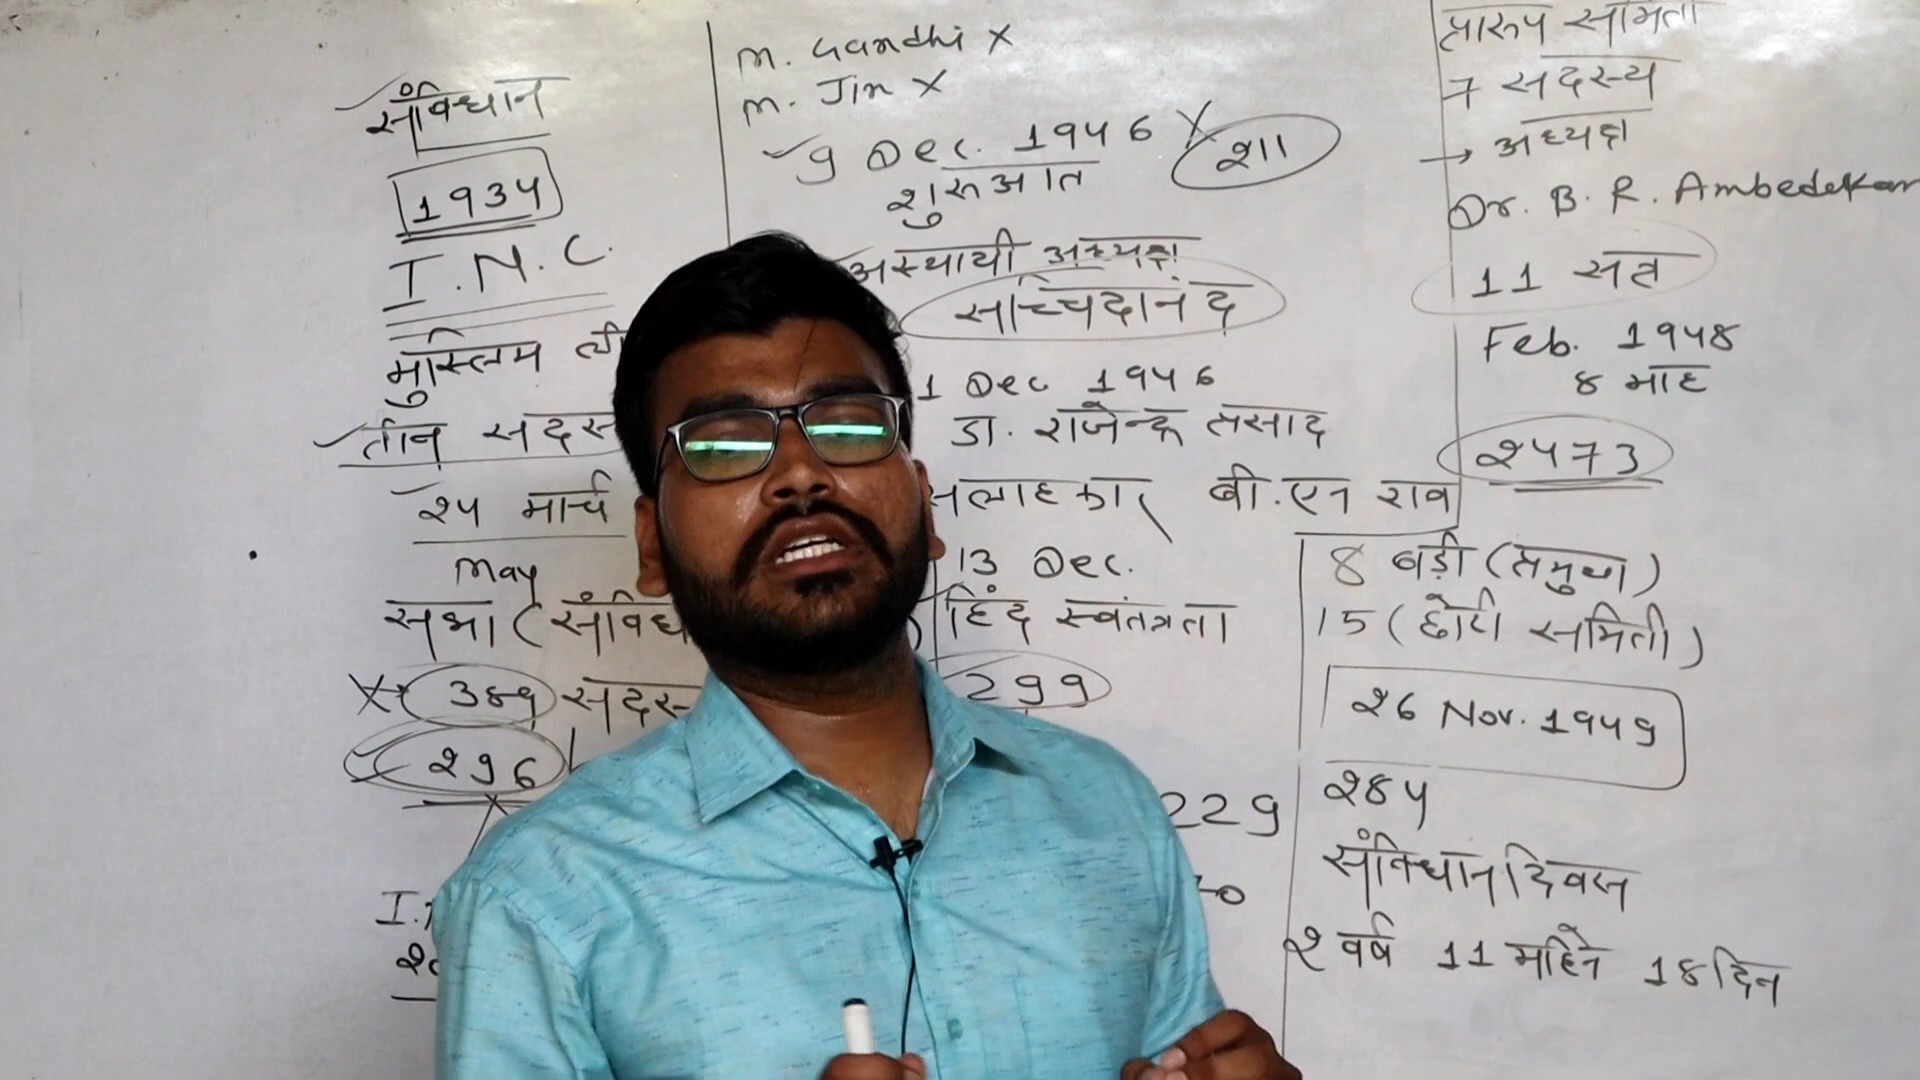 संविधान
1934
I.N.C.
मुस्लिम ली
तीन सदस
24 मार्च
May
सभा (संविध
X→ 389 सदस
296
I.
M. Gandhi X
M. Jin X
9 Dec. 1946 X 211
शुरूआत
अस्थायी अध्यक्ष
सच्चिदानंद
1 Dec 1946
डा. राजेन्द्र प्रसाद
सलाहकार बी.एन राव
13 Dec.
हिंद स्वतंत्रता
299
229
प्रारूप समिती
7 सदस्य
→ अध्यक्ष
Dr. B. R. Ambedekar
11 सत्र
Feb. 1948
8 माह
2473
8 बड़ी (प्रमुख)
15 (छोटी समिती)
26 Nov. 1949
284
संविधान दिवस
2 वर्ष 11 महिने 18 दिन